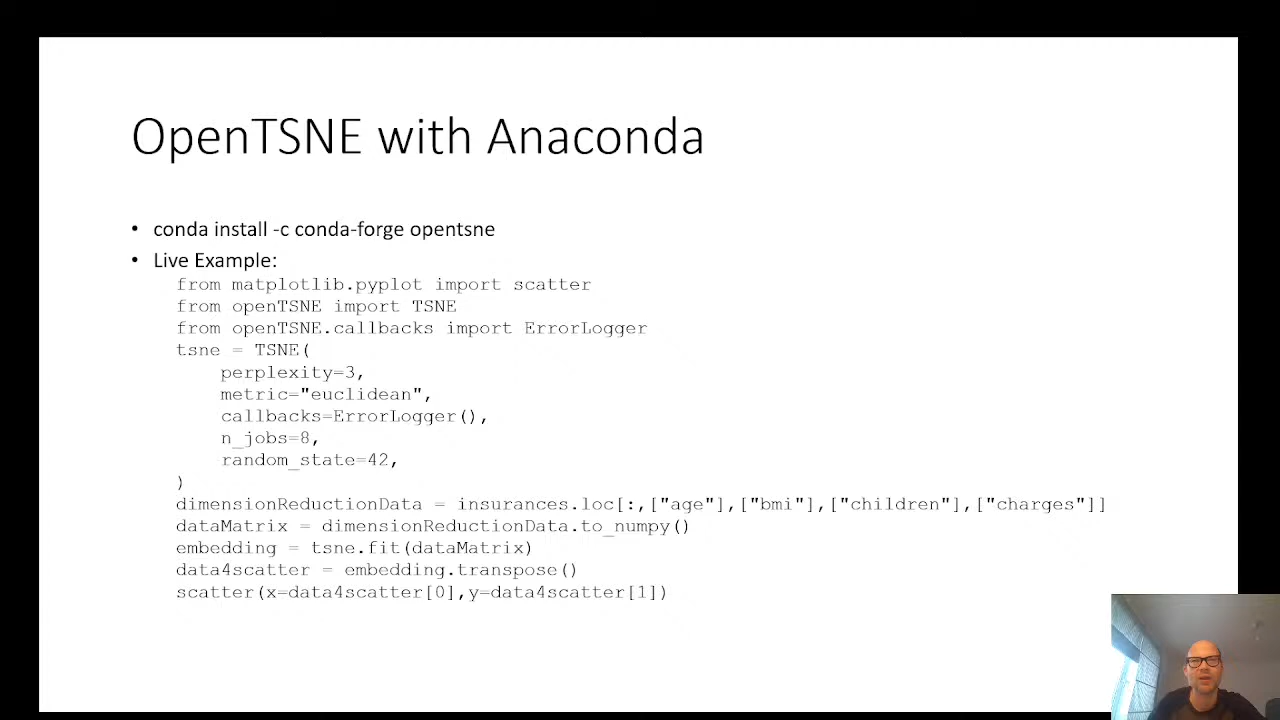 OpenTSNE with Anaconda
• conda install -c conda-forge opentsne
• Live Example:
from matplotlib.pyplot import scatter
from openTSNE import TSNE
from openTSNE.callbacks import ErrorLogger
tsne = TSNE(
perplexity=3,
metric="euclidean",
callbacks=ErrorLogger(),
n_jobs=8,
random_state=42,
)
dimensionReductionData = insurances.loc[:,["age"],["bmi"],["children"],["charges"]]
dataMatrix = dimensionReductionData.to_numpy()
embedding = tsne.fit(dataMatrix)
data4scatter = embedding.transpose()
scatter(x=data4scatter[0],y=data4scatter[1])